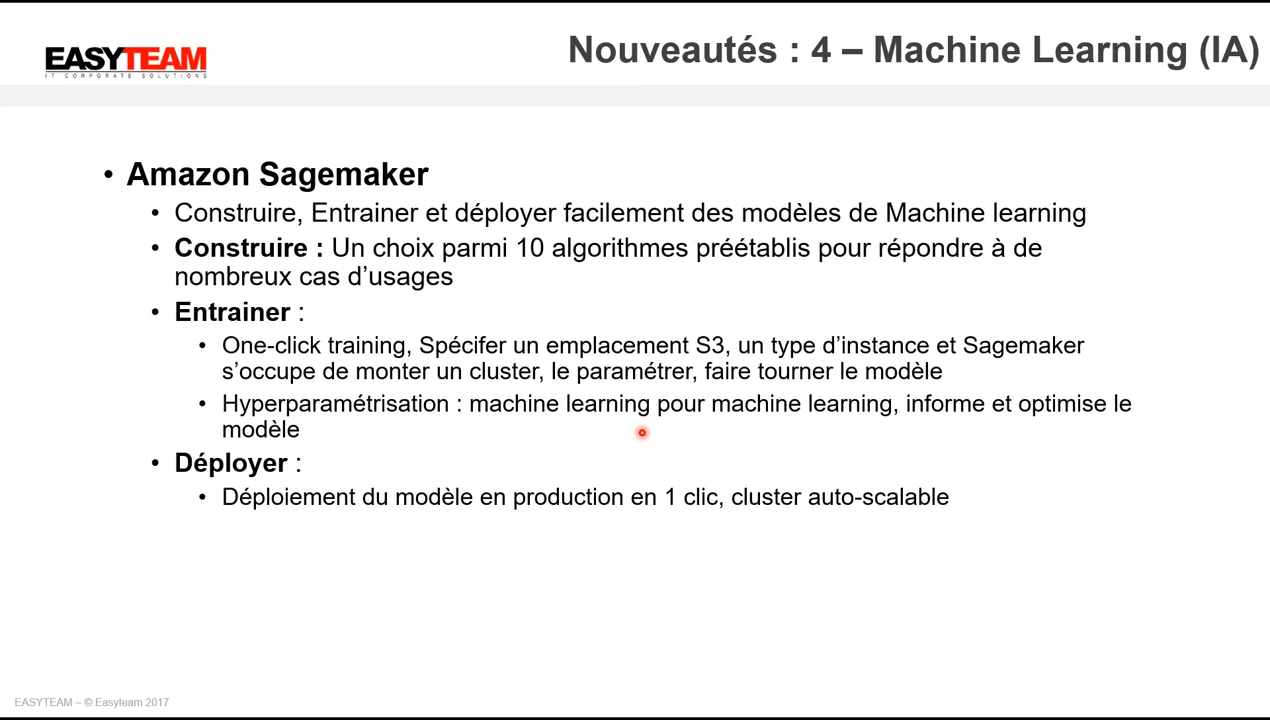 EASYTEAM
IT CORPORATE SOLUTIONS
Nouveautés : 4 – Machine Learning (IA)
• Amazon Sagemaker
• Construire, Entrainer et déployer facilement des modèles de Machine learning
• Construire : Un choix parmi 10 algorithmes préétablis pour répondre à de
nombreux cas d’usages
• Entrainer :
• One-click training, Spécifer un emplacement S3, un type d’instance et Sagemaker
s’occupe de monter un cluster, le paramétrer, faire tourner le modèle
• Hyperparamétrisation : machine learning pour machine learning, informe et optimise le
modèle
• Déployer :
• Déploiement du modèle en production en 1 clic, cluster auto-scalable
EASYTEAM – © Easyteam 2017